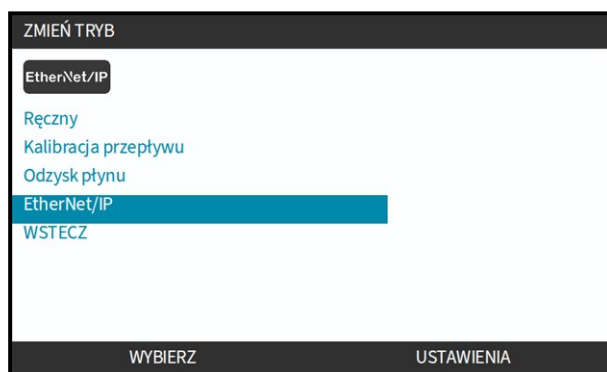 ZMIEŃ TRYB
EtherNet/IP
Ręczny
Kalibracja przepływu
Odzysk płynu
EtherNet/IP
WSTECZ
WYBIERZ USTAWIENIA